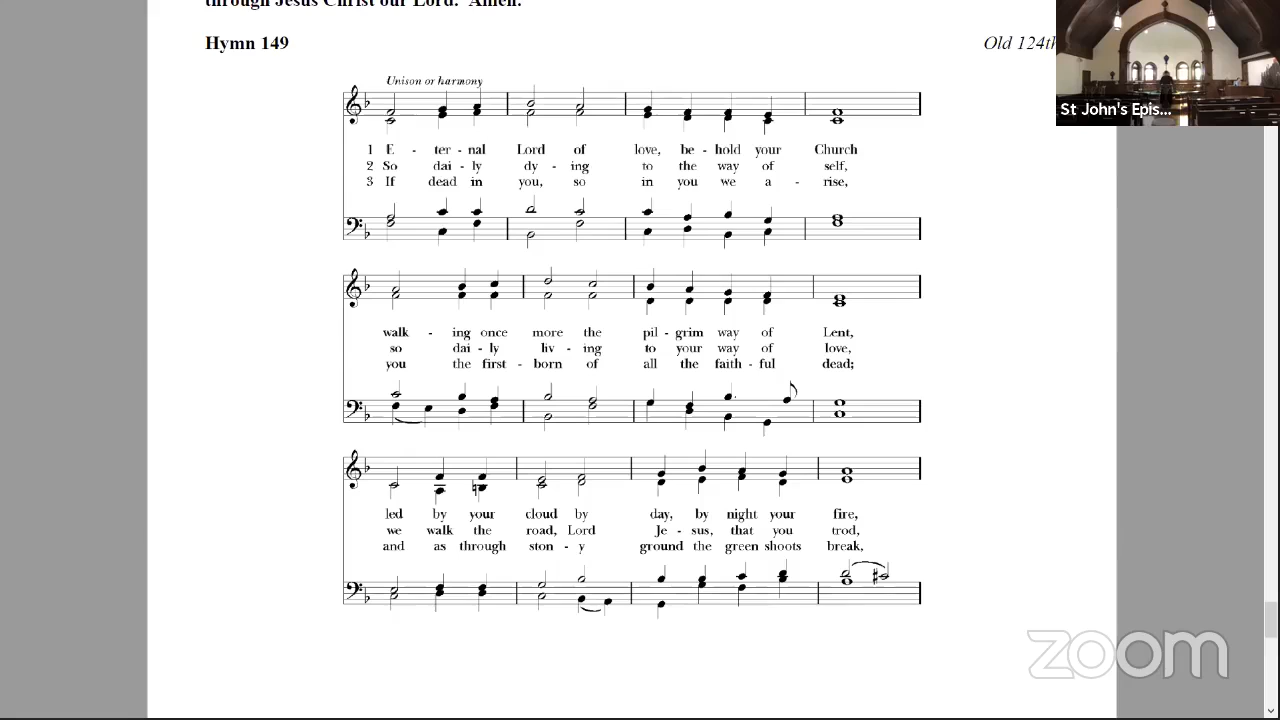 through Jesus Christ our Lord. Amen.
Hymn 149
Old 124th
St John's Epis...
Unison or harmony
1 E - ter - nal Lord of love, be - hold your Church
2 So dai - ly dy - ing to the way of self,
3 If dead in you, so in you we a - rise,
walk - ing once more the pil - grim way of Lent,
so dai - ly liv - ing to your way of love,
you the first - born of all the faith - ful dead;
led by your cloud by day, by night your fire,
we walk the road, Lord Je - sus, that you trod,
and as through ston - y ground the green shoots break,
zoom